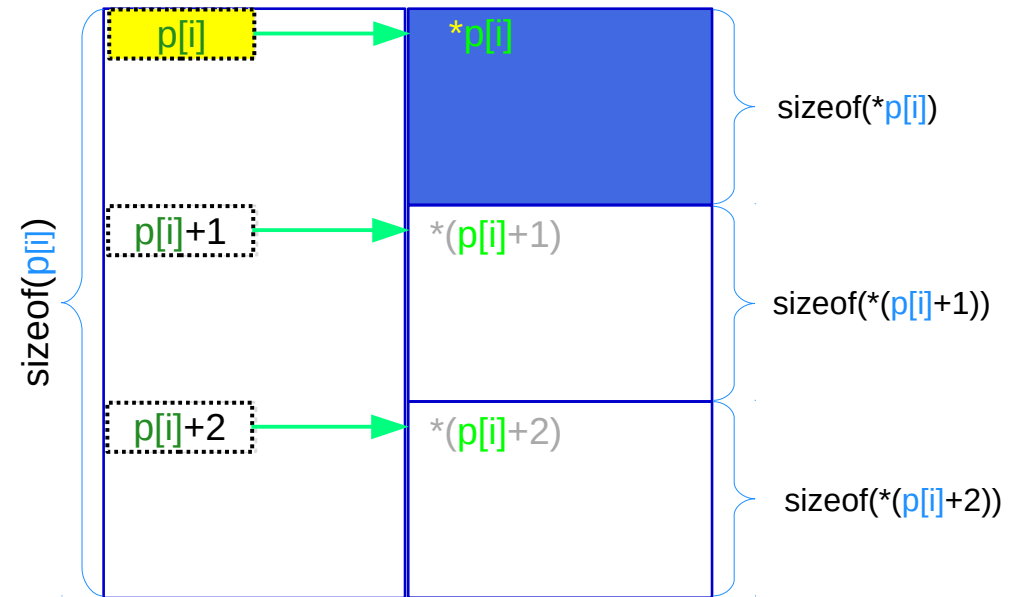 p[i]
*p[i]
sizeof(*p[i])
sizeof(p[i])
p[i]+1
*(p[i]+1)
sizeof(*(p[i]+1))
p[i]+2
*(p[i]+2)
sizeof(*(p[i]+2))